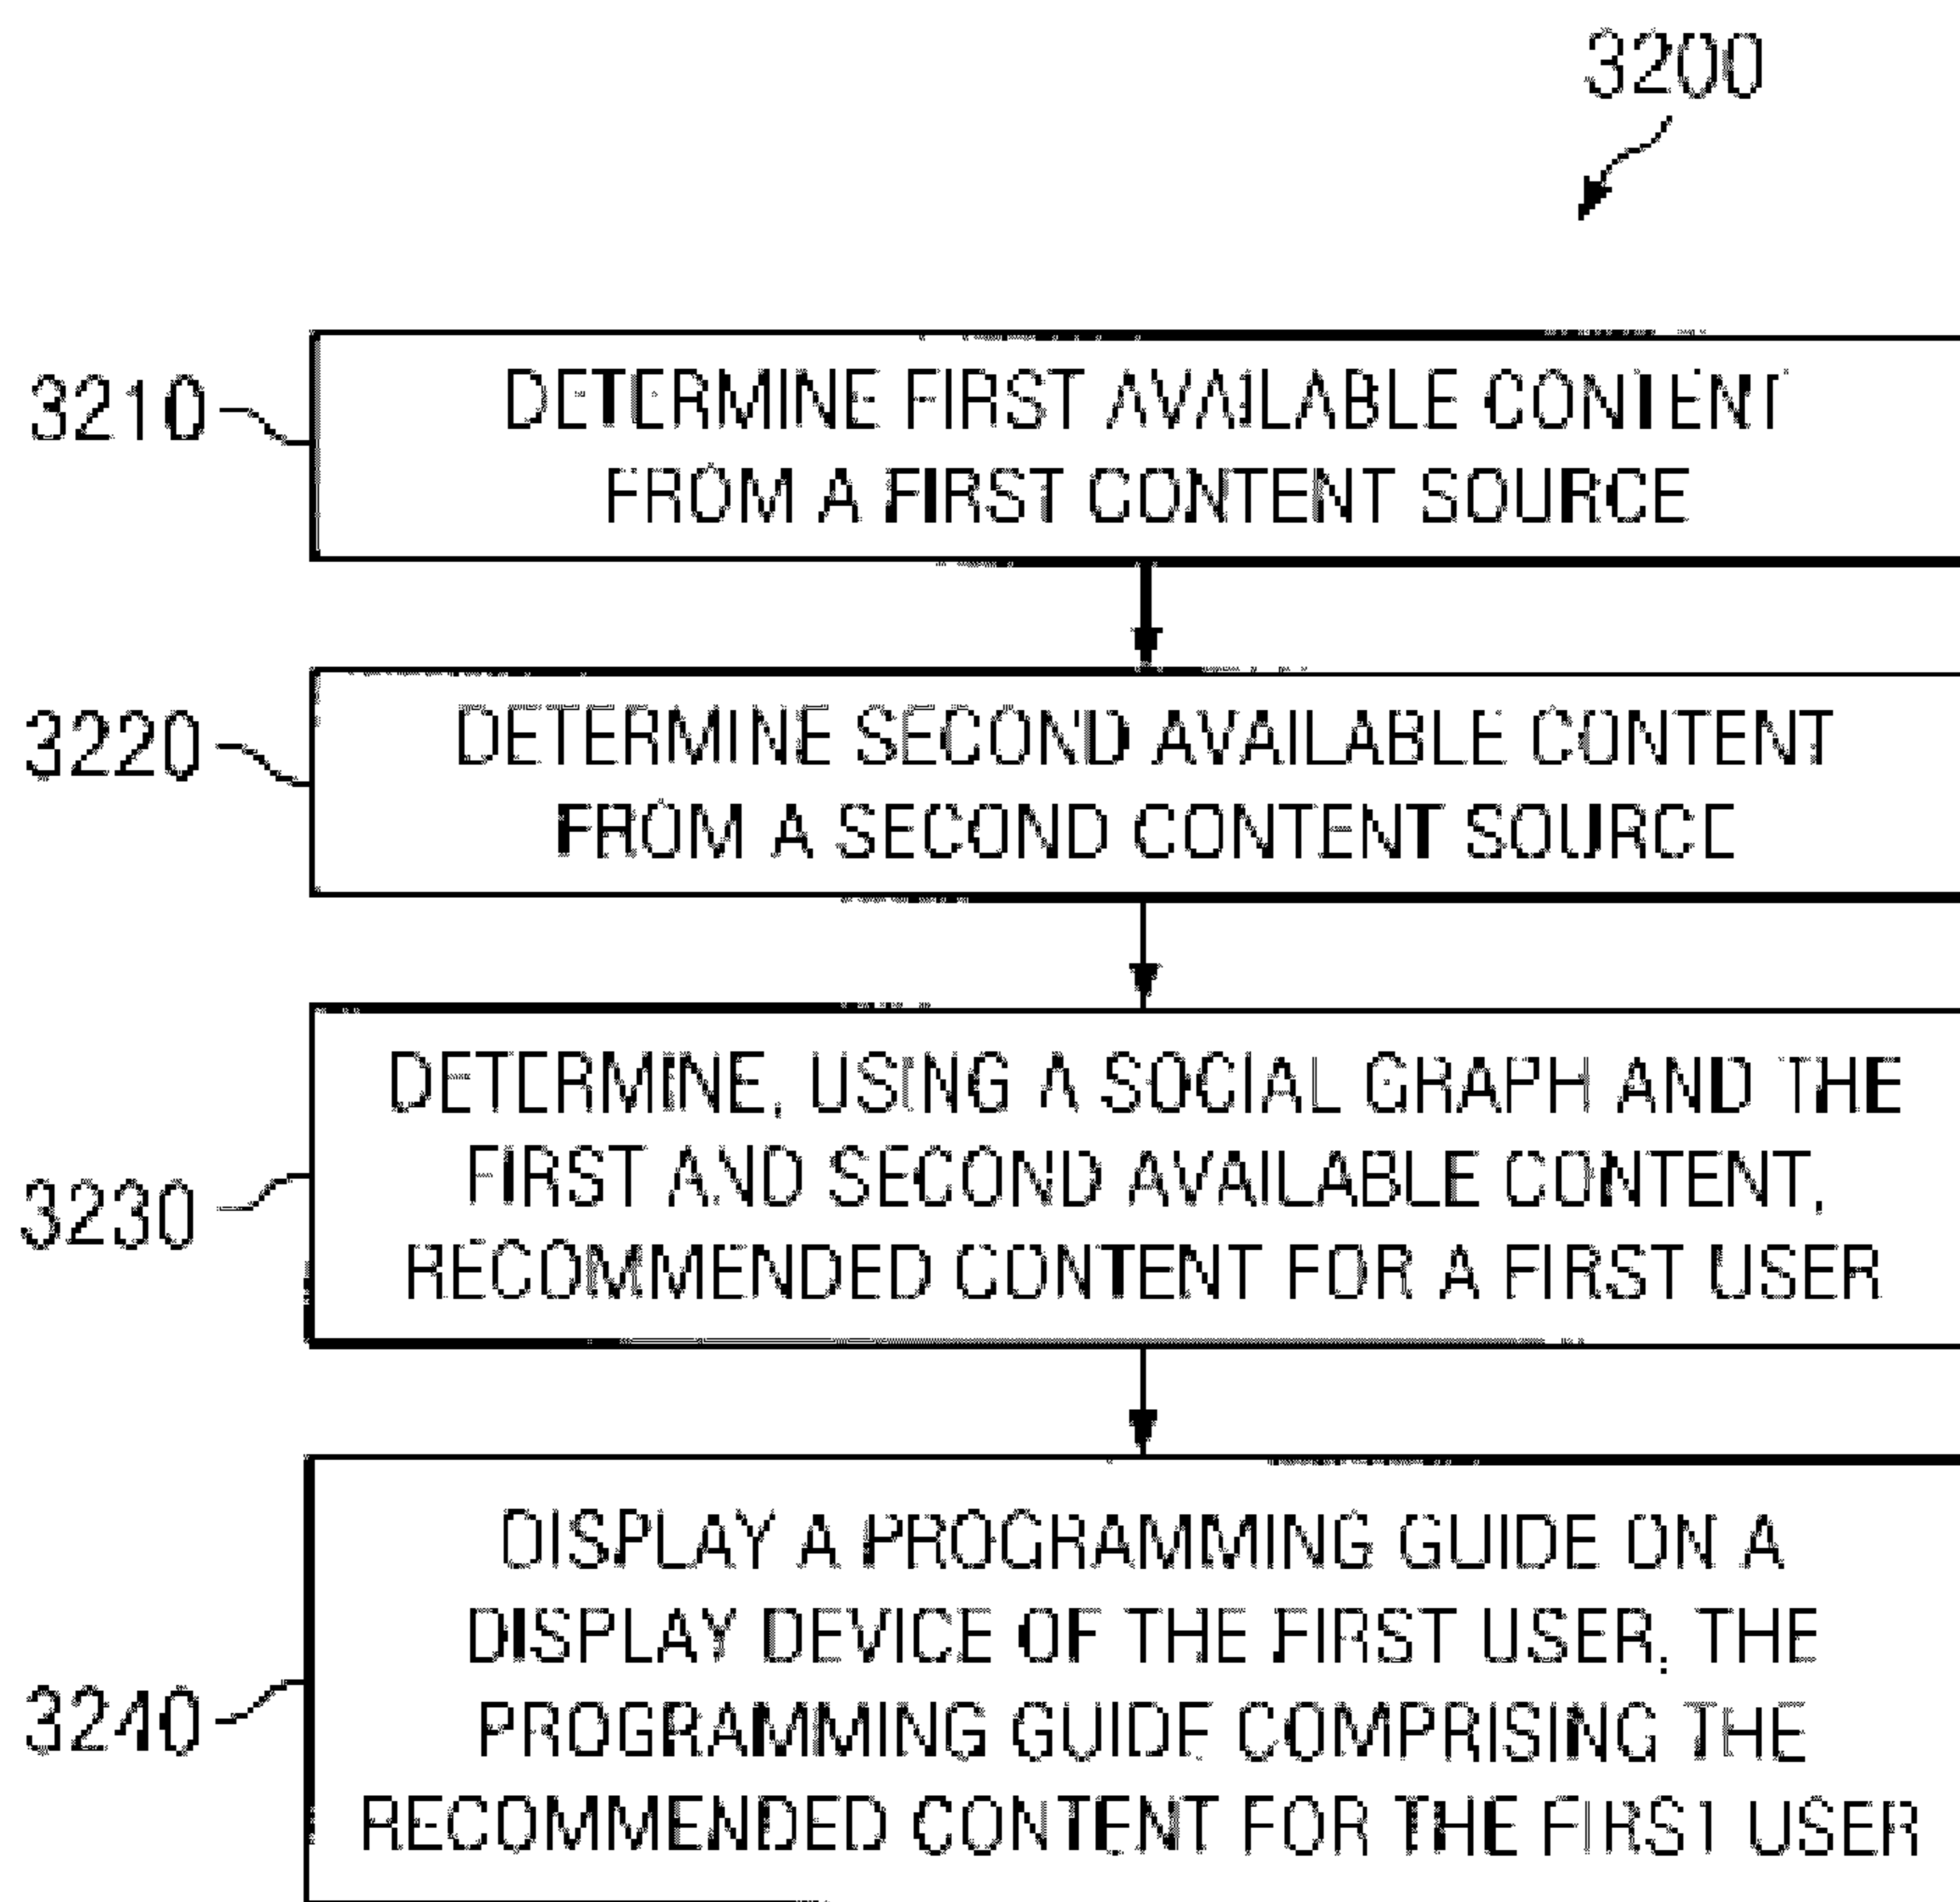 3200
3210
DETERMINE FIRST AVAILABLE CONTENT
FROM A FIRST CONTENT SOURCE
3220
DETERMINE SECOND AVAILABLE CONTENT
FROM A SECOND CONTENT SOURCE
3230
DETERMINE, USING A SOCIAL GRAPH AND THE
FIRST AND SECOND AVAILABLE CONTENT,
RECOMMENDED CONTENT FOR A FIRST USER
3240
DISPLAY A PROGRAMMING GUIDE ON A
DISPLAY DEVICE OF THE FIRST USER, THE
PROGRAMMING GUIDE COMPRISING THE
RECOMMENDED CONTENT FOR THE FIRST USER